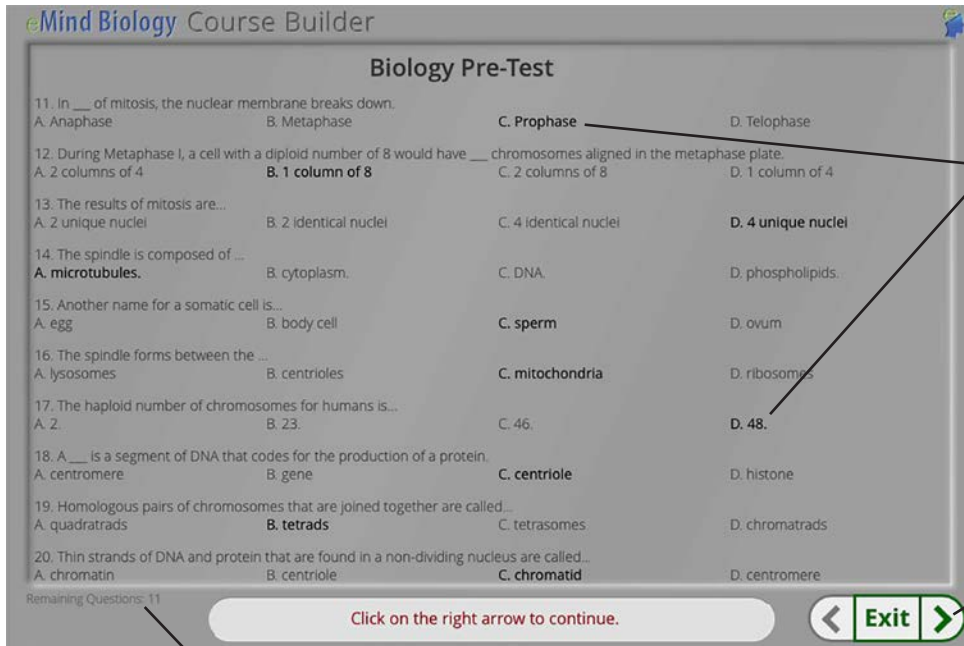 eMind Biology Course Builder
Biology Pre-Test
11. In ___ of mitosis, the nuclear membrane breaks down.
A. Anaphase B. Metaphase C. Prophase D. Telophase
12. During Metaphase I, a cell with a diploid number of 8 would have ___ chromosomes aligned in the metaphase plate.
A. 2 columns of 4 B. 1 column of 8 C. 2 columns of 8 D. 1 column of 4
13. The results of mitosis are...
A. 2 unique nuclei B. 2 identical nuclei C. 4 identical nuclei D. 4 unique nuclei
14. The spindle is composed of ...
A. microtubules. B. cytoplasm. C. DNA. D. phospholipids.
15. Another name for a somatic cell is...
A. egg B. body cell C. sperm D. ovum
16. The spindle forms between the ...
A. lysosomes B. centrioles C. mitochondria D. ribosomes
17. The haploid number of chromosomes for humans is...
A. 2. B. 23. C. 46. D. 48.
18. A ___ is a segment of DNA that codes for the production of a protein.
A. centromere B. gene C. centriole D. histone
19. Homologous pairs of chromosomes that are joined together are called...
A. quadratrads B. tetrads C. tetrasomes D. chromatrads
20. Thin strands of DNA and protein that are found in a non-dividing nucleus are called...
A. chromatin B. centriole C. chromatid D. centromere
Remaining Questions: 11
Click on the right arrow to continue.
Exit